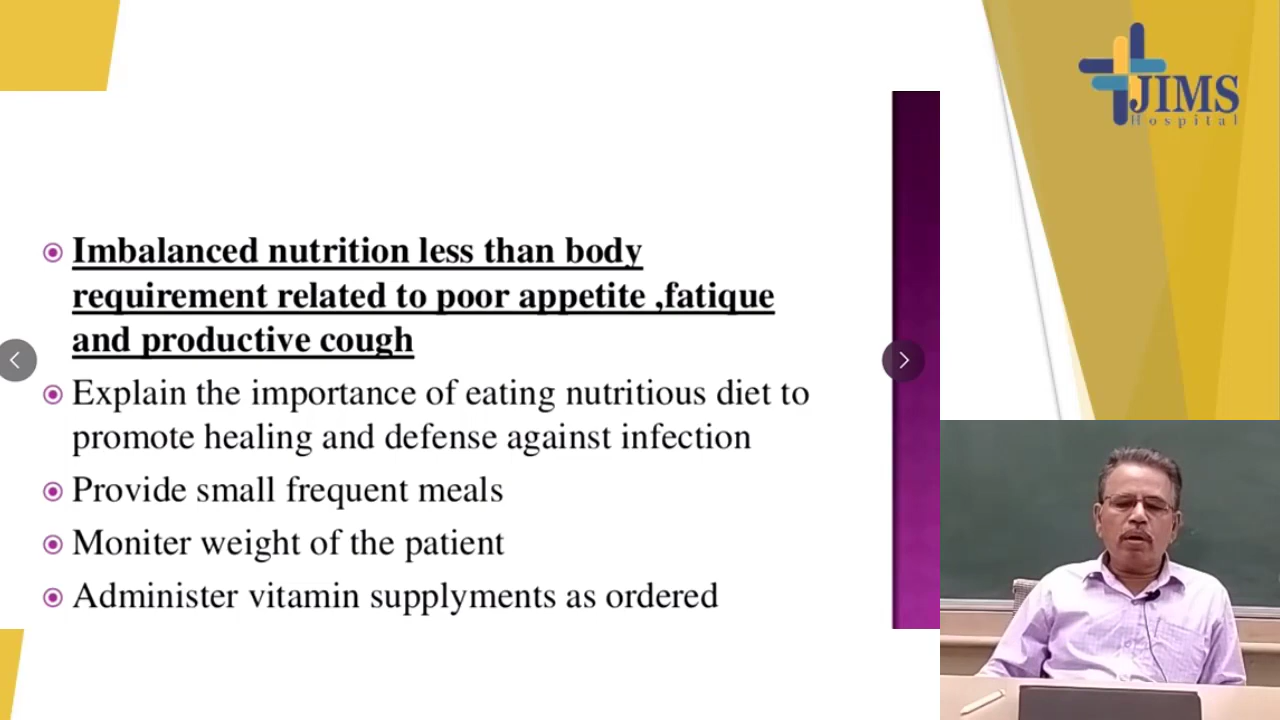 JIMS
Hospital
Imbalanced nutrition less than body
requirement related to poor appetite ,fatique
and productive cough
Explain the importance of eating nutritious diet to
promote healing and defense against infection
Provide small frequent meals
Moniter weight of the patient
Administer vitamin supplyments as ordered